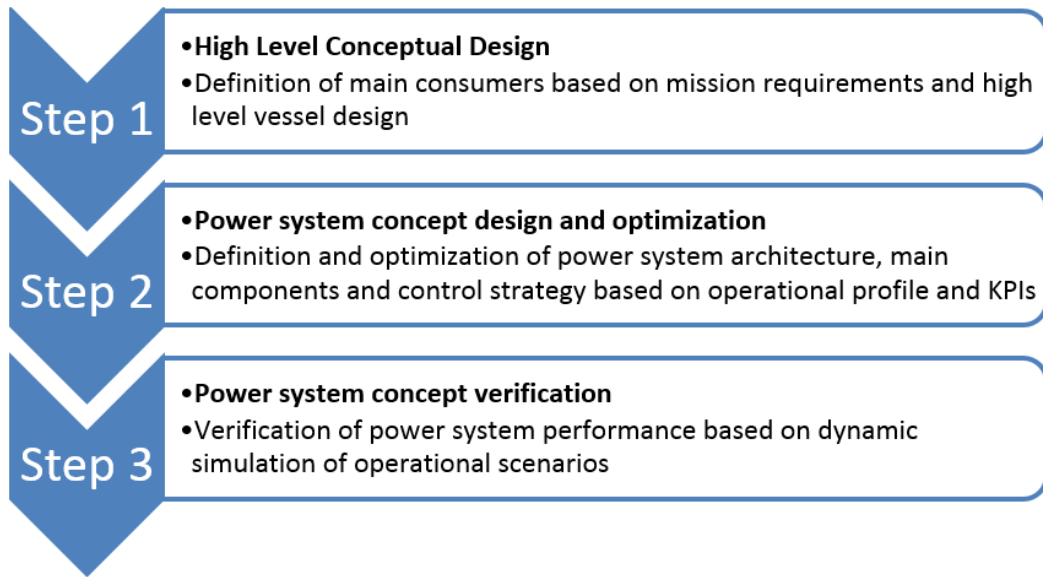 Step 1
•High Level Conceptual Design
•Definition of main consumers based on mission requirements and high
level vessel design
Step 2
•Power system concept design and optimization
•Definition and optimization of power system architecture, main
components and control strategy based on operational profile and KPIs
Step 3
•Power system concept verification
•Verification of power system performance based on dynamic
simulation of operational scenarios